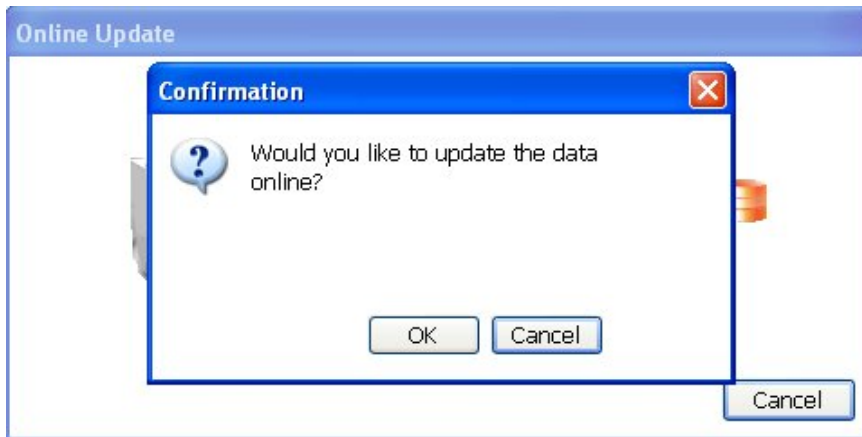 Online Update
Confirmation
Would you like to update the data
online?
OK
Cancel
Cancel